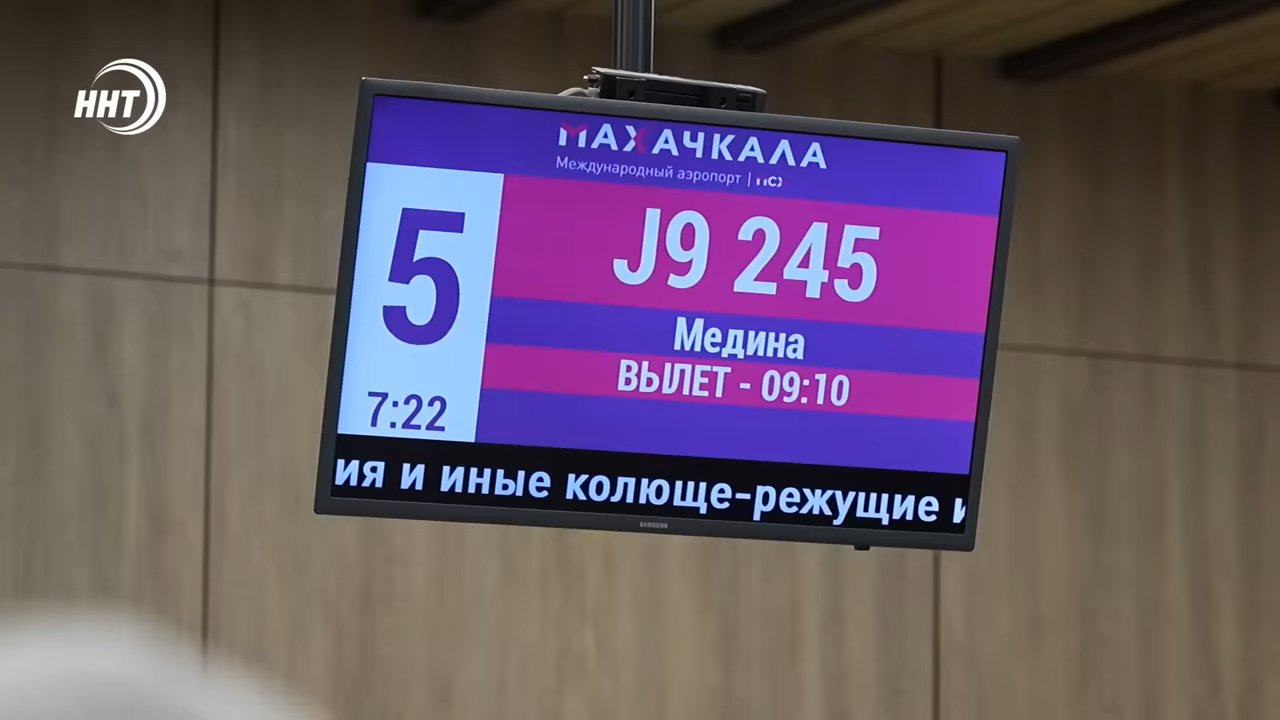 ННТ
МАХАЧКАЛА
Международный аэропорт |
5
J9 245
Медина
ВЫЛЕТ - 09:10
7:22
ия и иные колюще-режущие и
SAMSUNG